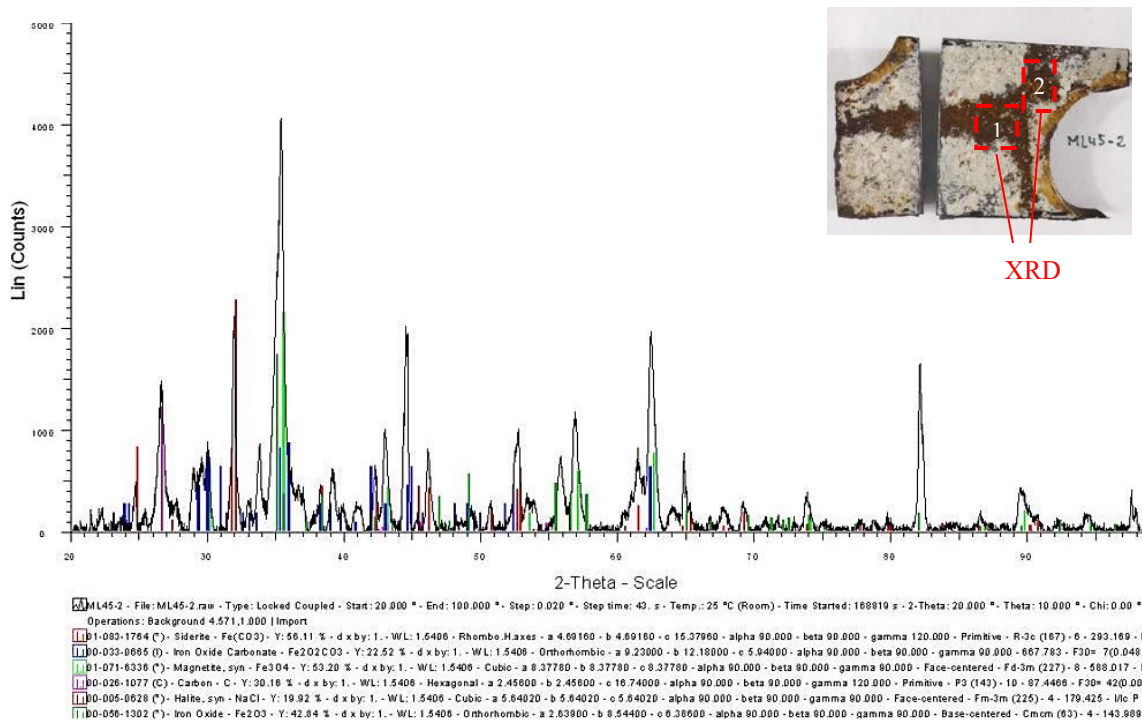 5000
4000
3000
2000
1000
0
Lin (Counts)
20 30 40 50 60 70 80 90
2-Theta - Scale
1
2
ML45-2
XRD
ML45-2 - File: ML45-2.raw - Type: Locked Coupled - Start: 20.000 ° - End: 100.000 ° - Step: 0.020 ° - Step time: 43. s - Temp.: 25 °C (Room) - Time Started: 168819 s - 2-Theta: 20.000 ° - Theta: 10.000 ° - Chi: 0.00 °
Operations: Background 4.571,1.000 | Import
01-083-1764 (*) - Siderite - Fe(CO3) - Y: 56.11 % - d x by: 1. - WL: 1.5406 - Rhombo.H.axes - a 4.69160 - b 4.69160 - c 15.37960 - alpha 90.000 - beta 90.000 - gamma 120.000 - Primitive - R-3c (167) - 6 - 293.169 -
00-033-0665 (I) - Iron Oxide Carbonate - Fe2O2CO3 - Y: 22.52 % - d x by: 1. - WL: 1.5406 - Orthorhombic - a 9.23000 - b 12.18000 - c 5.94000 - alpha 90.000 - beta 90.000 - gamma 90.000 - 667.783 - F30= 7(0.048
01-071-6336 (*) - Magnetite, syn - Fe3O4 - Y: 53.20 % - d x by: 1. - WL: 1.5406 - Cubic - a 8.37780 - b 8.37780 - c 8.37780 - alpha 90.000 - beta 90.000 - gamma 90.000 - Face-centered - Fd-3m (227) - 8 - 588.017 -
00-026-1077 (C) - Carbon - C - Y: 30.16 % - d x by: 1. - WL: 1.5406 - Hexagonal - a 2.45600 - b 2.45600 - c 16.74000 - alpha 90.000 - beta 90.000 - gamma 120.000 - Primitive - P3 (143) - 10 - 87.4466 - F30= 42(0.00
00-005-0628 (*) - Halite, syn - NaCl - Y: 19.92 % - d x by: 1. - WL: 1.5406 - Cubic - a 5.64020 - b 5.64020 - c 5.64020 - alpha 90.000 - beta 90.000 - gamma 90.000 - Face-centered - Fm-3m (225) - 4 - 179.425 - I/Ic P
00-056-1302 (*) - Iron Oxide - Fe2O3 - Y: 42.84 % - d x by: 1. - WL: 1.5406 - Orthorhombic - a 2.63900 - b 8.54400 - c 6.38600 - alpha 90.000 - beta 90.000 - gamma 90.000 - Base-centered - Cmcm (63) - 4 - 143.98